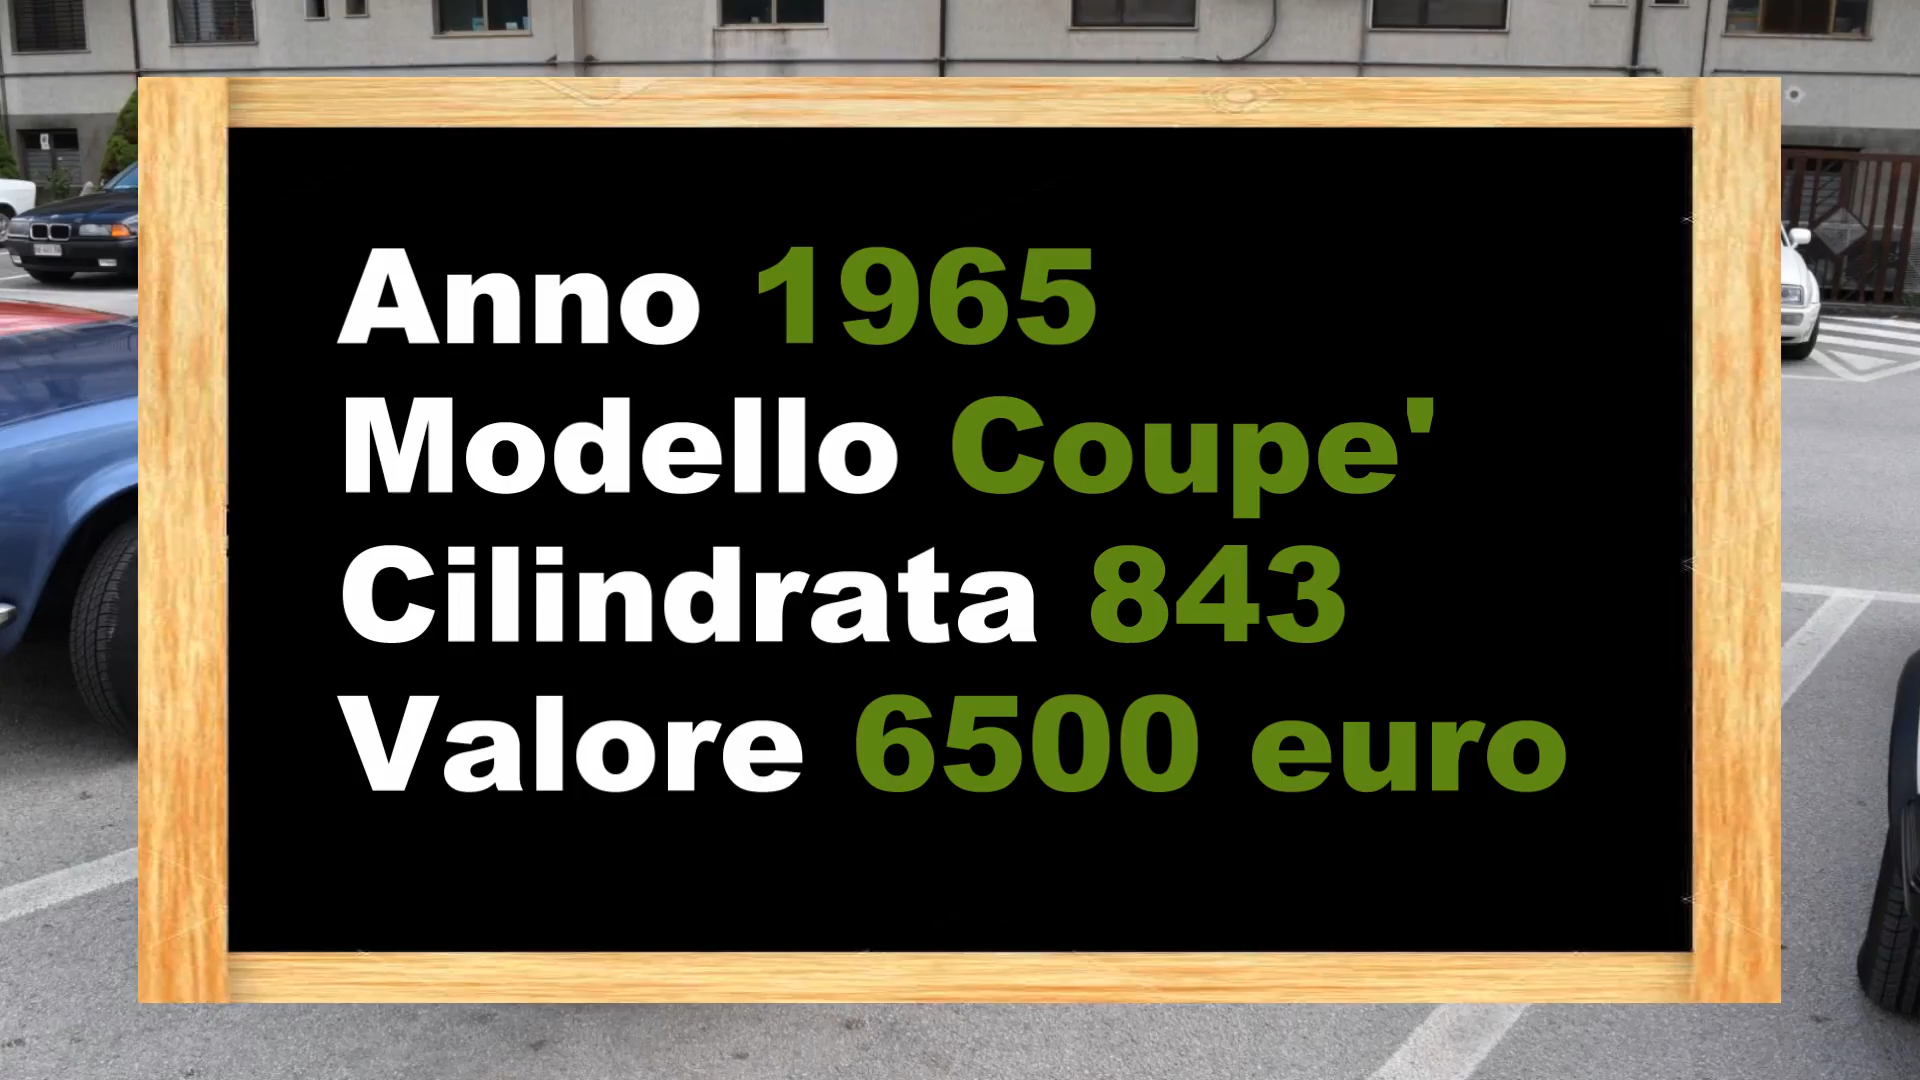 Anno 1965
Modello Coupe'
Cilindrata 843
Valore 6500 euro